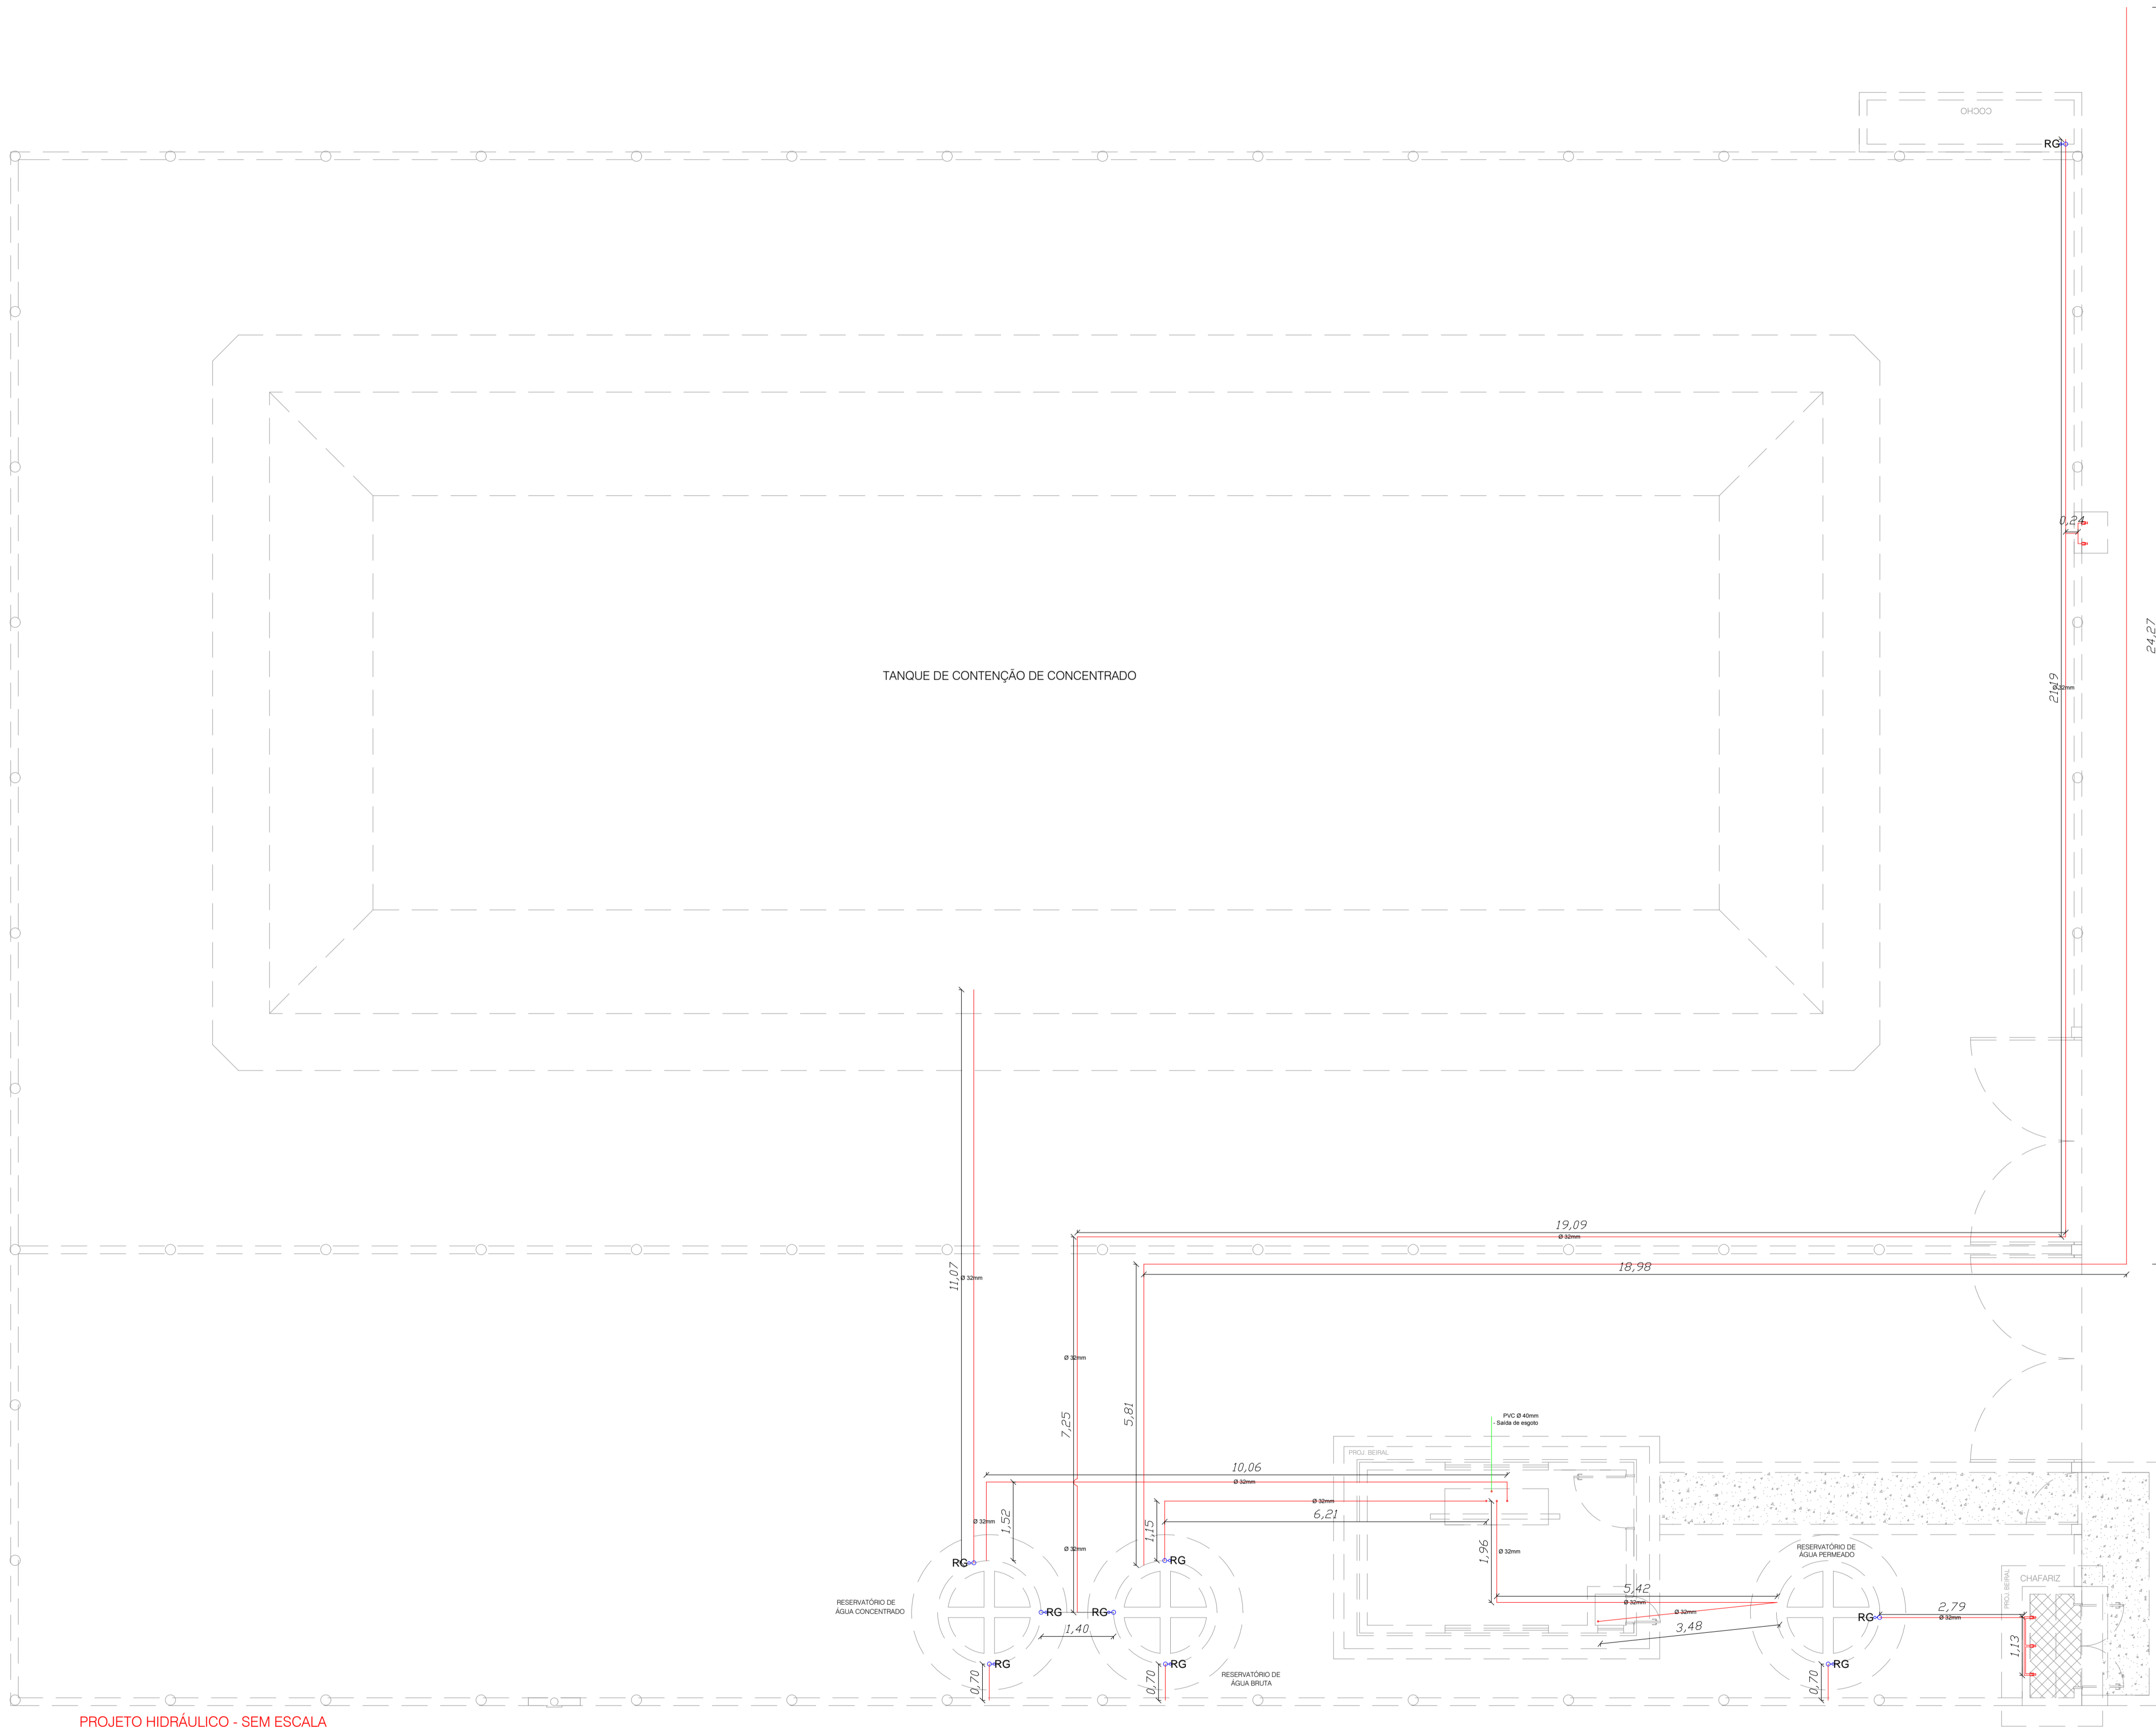 COCHO
RG
0,24
24,27
TANQUE DE CONTENÇÃO DE CONCENTRADO
21,19
Ø 32mm
19,09
Ø 32mm
18,98
11,07
Ø 32mm
Ø 32mm
7,25
5,81
PVC Ø 40mm
- Saída de esgoto
PROJ. BEIRAL
10,06
Ø 32mm
Ø 32mm
6,21
1,52
Ø 32mm
1,15
1,96
Ø 32mm
Ø 32mm
RG
RG
RESERVATÓRIO DE
ÁGUA PERMEADO
PROJ. BEIRAL
CHAFARIZ
5,42
Ø 32mm
RESERVATÓRIO DE
ÁGUA CONCENTRADO
RG
RG
Ø 32mm
3,48
RG
2,79
Ø 32mm
1,40
1,13
RG
RG
RG
0,70
0,70
0,70
RESERVATÓRIO DE
ÁGUA BRUTA
PROJETO HIDRÁULICO - SEM ESCALA